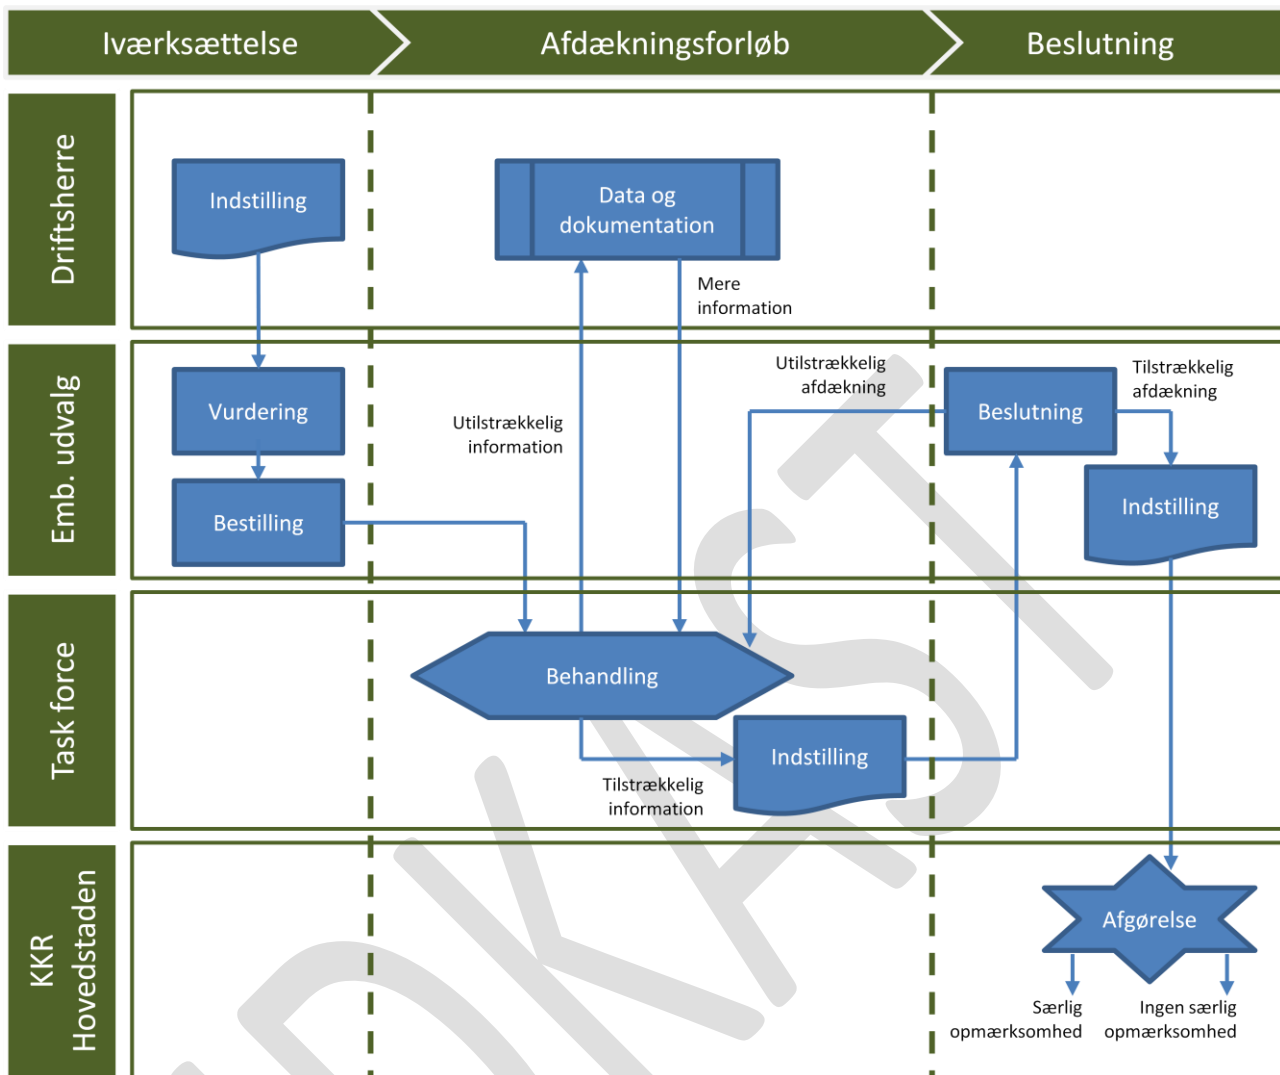 Iværksættelse
Afdækningsforløb
Beslutning
Driftsherre
Indstilling
Data og
dokumentation
Mere
information
Emb. udvalg
Vurdering
Bestilling
Utilstrækkelig
information
Utilstrækkelig
afdækning
Beslutning
Tilstrækkelig
afdækning
Indstilling
Task force
Behandling
Tilstrækkelig
information
Indstilling
KKR
Hovedstaden
Afgørelse
Særlig
opmærksomhed
Ingen særlig
opmærksomhed
DKAST